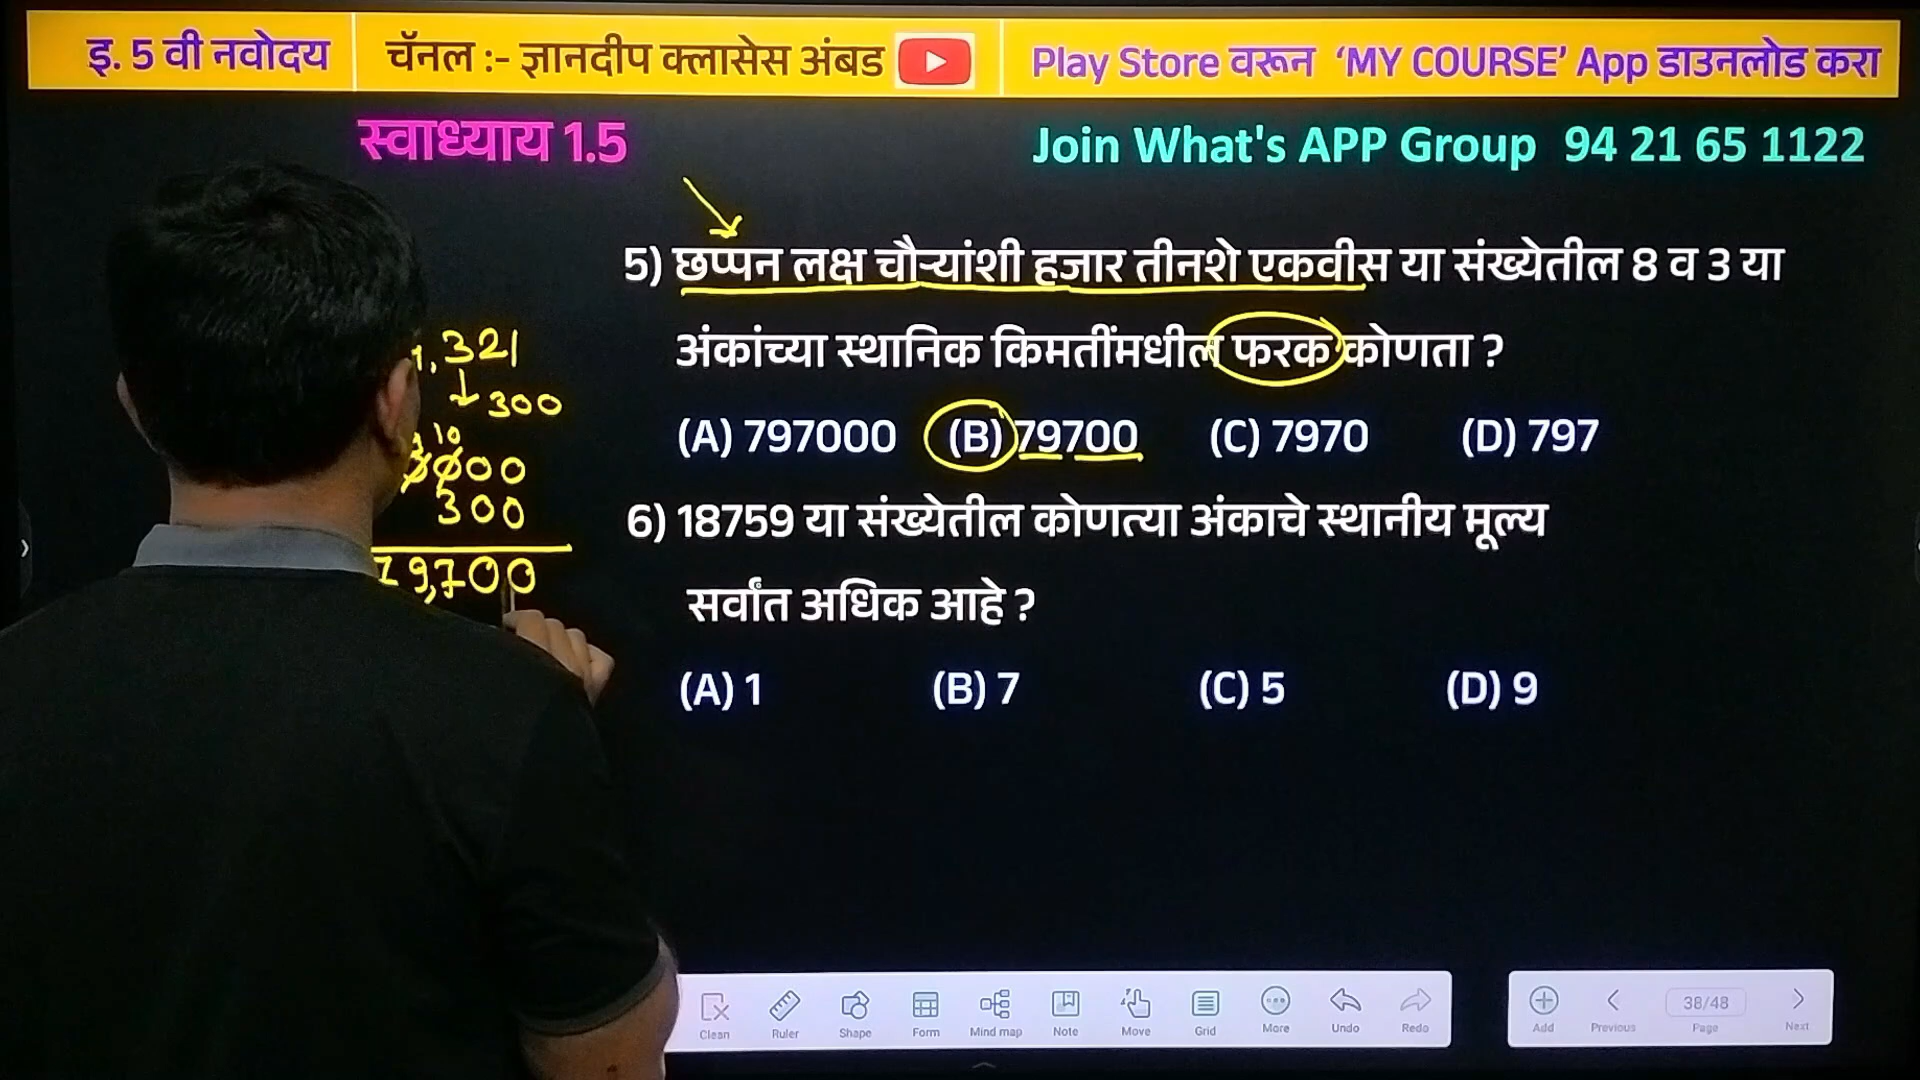 इ. 5 वी नवोदय
चॅनल :- ज्ञानदीप क्लासेस अंबड
Play Store वरून ‘MY COURSE’ App डाउनलोड करा
स्वाध्याय 1.5
Join What's APP Group 94 21 65 1122
5) छप्पन लक्ष चौऱ्यांशी हजार तीनशे एकवीस या संख्येतील 8 व 3 या
अंकांच्या स्थानिक किमतींमधील फरक कोणता ?
(A) 797000 (B) 79700 (C) 7970 (D) 797
6) 18759 या संख्येतील कोणत्या अंकाचे स्थानीय मूल्य
सर्वांत अधिक आहे ?
(A) 1 (B) 7 (C) 5 (D) 9
321
300
10
000
300
79,700
Clean Ruler Shape Form Mind map Note Move Grid More Undo Redo
Add Previous 38/48 Page Next